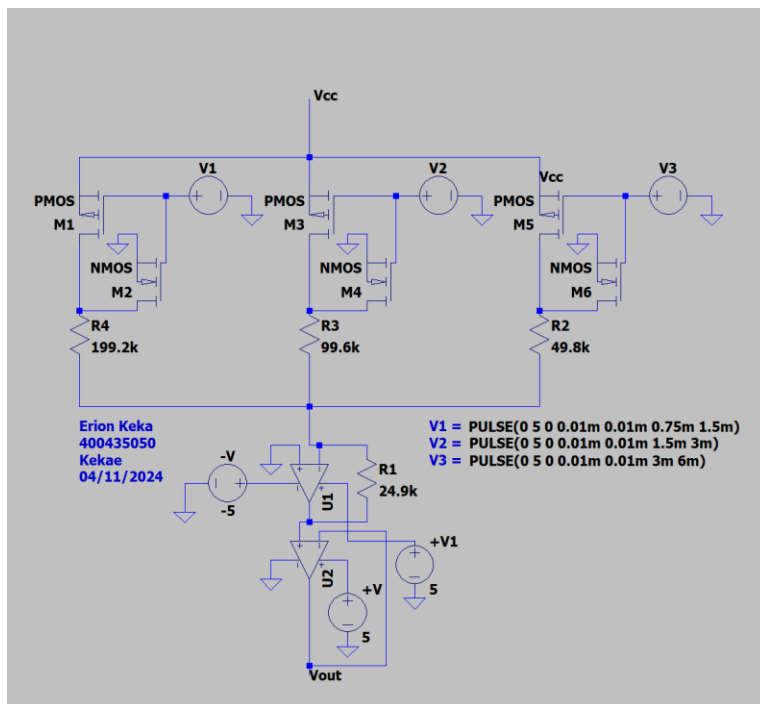 Vcc
V1
V2
Vcc
V3
PMOS
M1
PMOS
M3
PMOS
M5
NMOS
M2
NMOS
M4
NMOS
M6
R4
199.2k
R3
99.6k
R2
49.8k
Erion Keka
400435050
Kekae
04/11/2024
V1 = PULSE(0 5 0 0.01m 0.01m 0.75m 1.5m)
V2 = PULSE(0 5 0 0.01m 0.01m 1.5m 3m)
V3 = PULSE(0 5 0 0.01m 0.01m 3m 6m)
-V
-5
U1
R1
24.9k
U2
+V1
5
+V
5
Vout